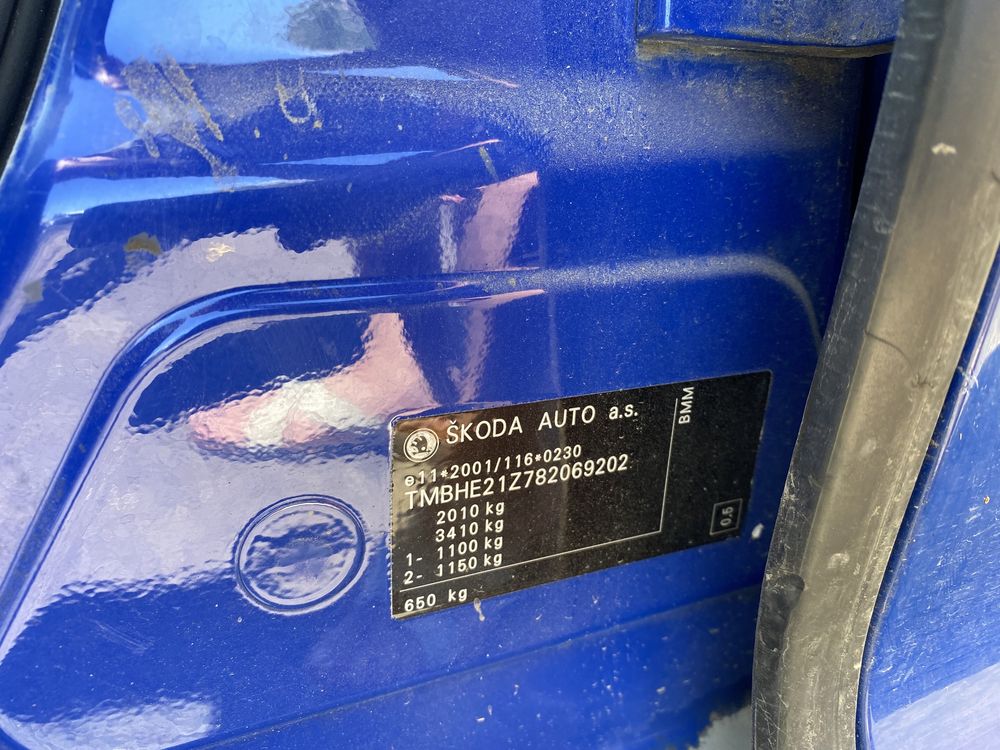 ŠKODA AUTO a.s.
e11*2001/116*0230
TMBHE21Z782069202
2010 kg
3410 kg
1- 1100 kg
2- 1150 kg
650 kg
BMM
0,5